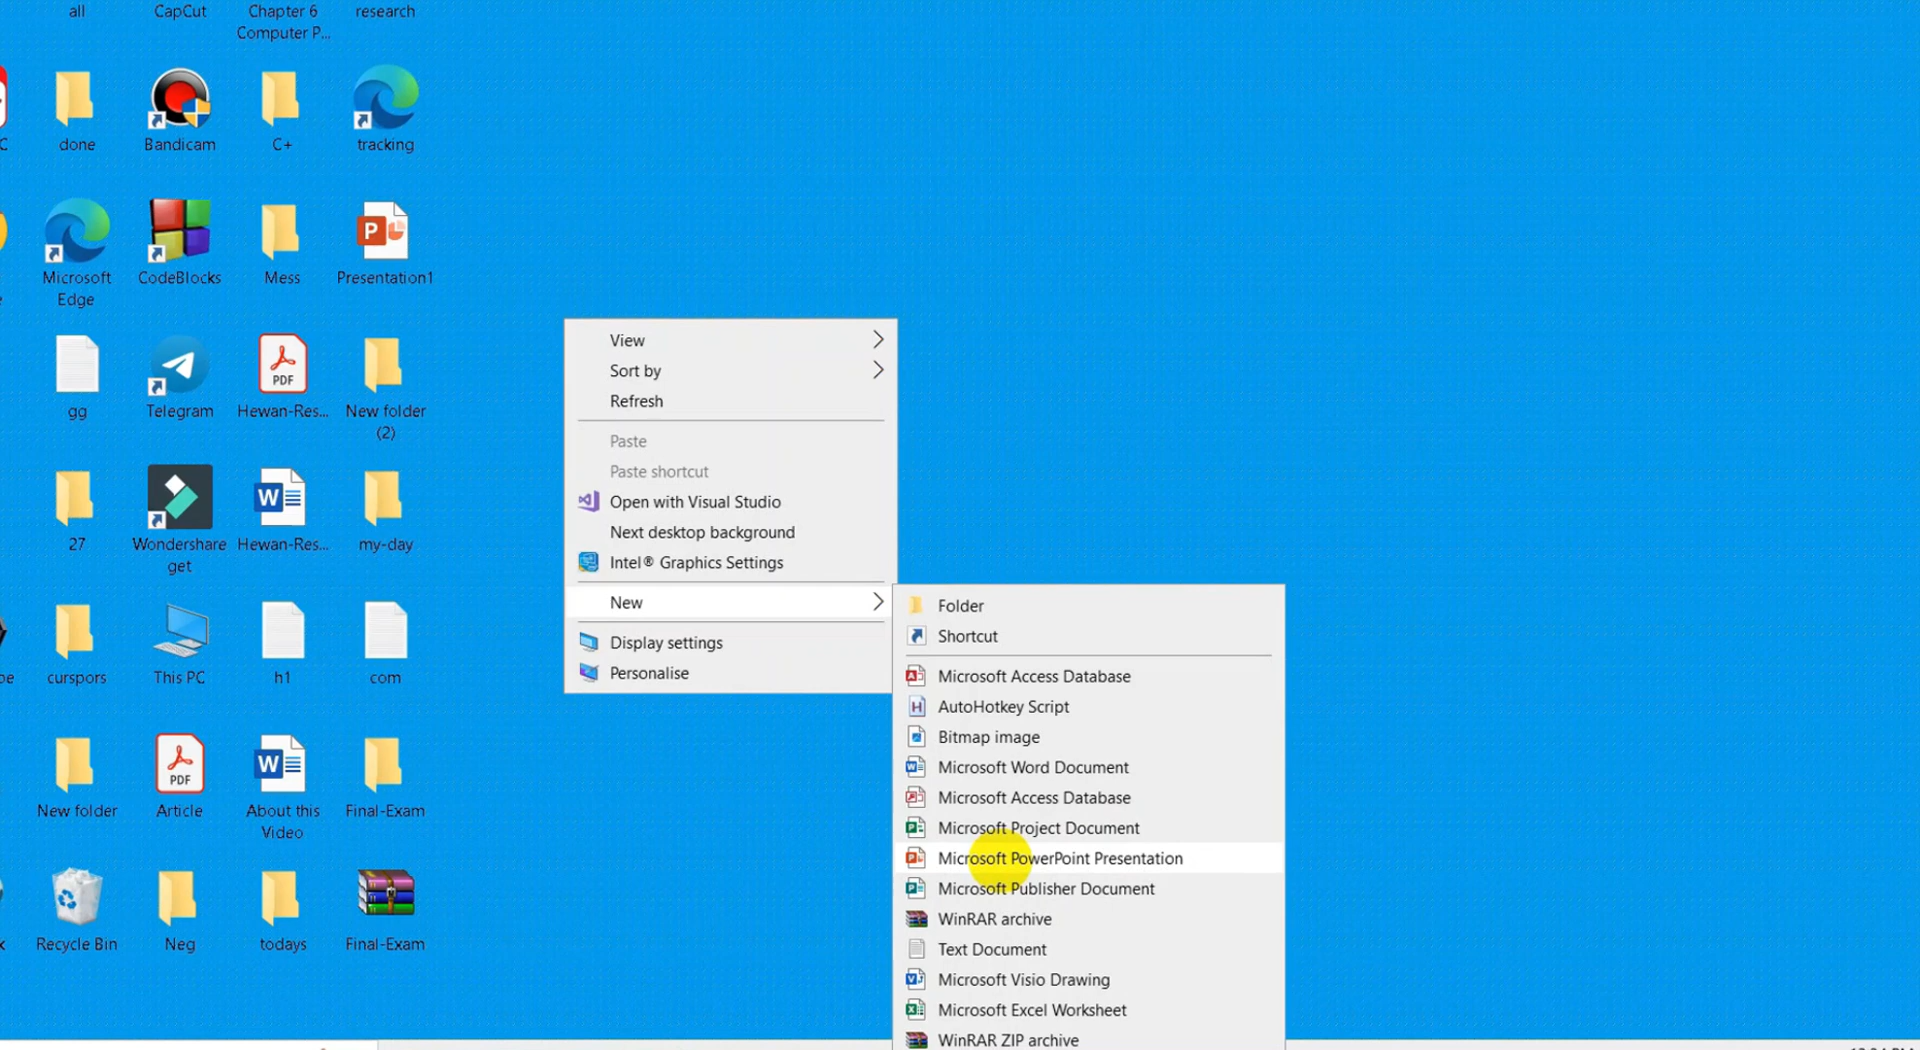 all
CapCut
Chapter 6
Computer P...
research
done
Bandicam
C+
tracking
Microsoft
Edge
CodeBlocks
Mess
Presentation1
gg
Telegram
Hewan-Res...
New folder
(2)
27
Wondershare
get
Hewan-Res...
my-day
curspors
This PC
h1
com
New folder
Article
About this
Video
Final-Exam
Recycle Bin
Neg
todays
Final-Exam
View
Sort by
Refresh
Paste
Paste shortcut
Open with Visual Studio
Next desktop background
Intel® Graphics Settings
New
Display settings
Personalise
Folder
Shortcut
Microsoft Access Database
AutoHotkey Script
Bitmap image
Microsoft Word Document
Microsoft Access Database
Microsoft Project Document
Microsoft PowerPoint Presentation
Microsoft Publisher Document
WinRAR archive
Text Document
Microsoft Visio Drawing
Microsoft Excel Worksheet
WinRAR ZIP archive